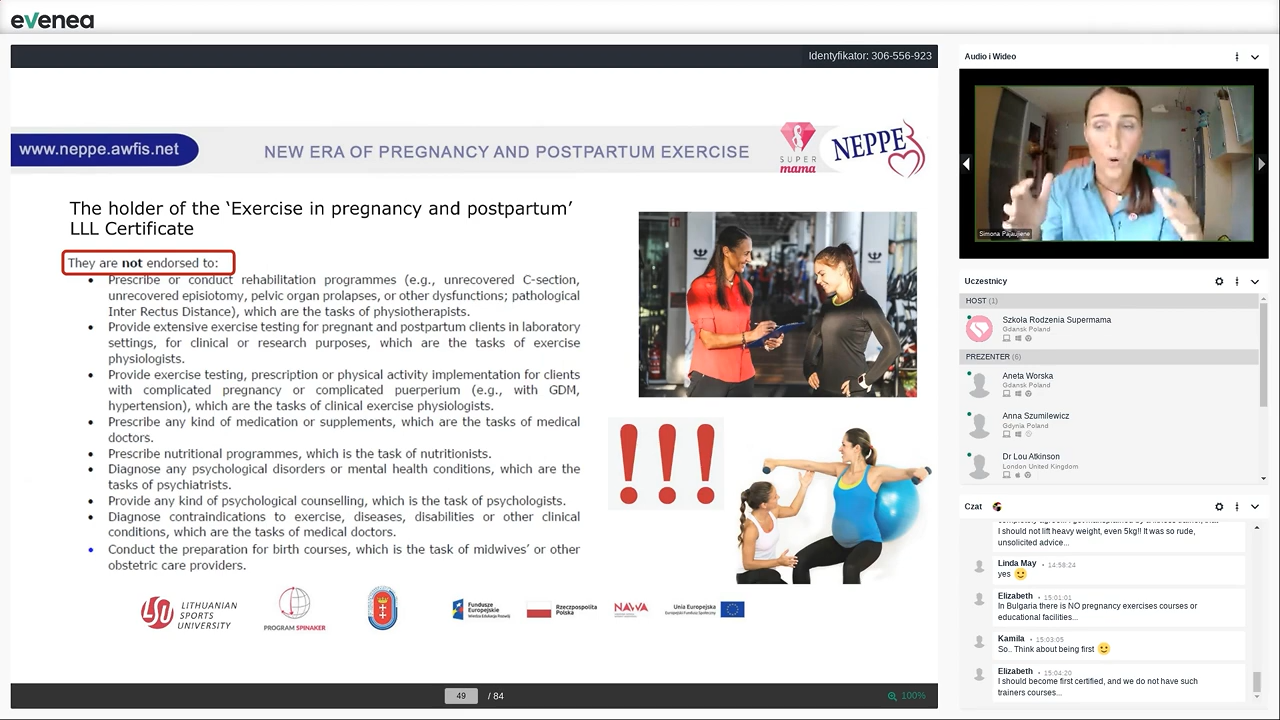 evenea
Identyfikator: 306-556-923
www.neppe.awfis.net
NEW ERA OF PREGNANCY AND POSTPARTUM EXERCISE
SUPER
mama
NEPPE
The holder of the ‘Exercise in pregnancy and postpartum’
LLL Certificate
They are not endorsed to:
• Prescribe or conduct rehabilitation programmes (e.g., unrecovered C-section,
unrecovered episiotomy, pelvic organ prolapses, or other dysfunctions; pathological
Inter Rectus Distance), which are the tasks of physiotherapists.
• Provide extensive exercise testing for pregnant and postpartum clients in laboratory
settings, for clinical or research purposes, which are the tasks of exercise
physiologists.
• Provide exercise testing, prescription or physical activity implementation for clients
with complicated pregnancy or complicated puerperium (e.g., with GDM,
hypertension), which are the tasks of clinical exercise physiologists.
• Prescribe any kind of medication or supplements, which are the tasks of medical
doctors.
• Prescribe nutritional programmes, which is the task of nutritionists.
• Diagnose any psychological disorders or mental health conditions, which are the
tasks of psychiatrists.
• Provide any kind of psychological counselling, which is the task of psychologists.
• Diagnose contraindications to exercise, diseases, disabilities or other clinical
conditions, which are the tasks of medical doctors.
• Conduct the preparation for birth courses, which is the task of midwives’ or other
obstetric care providers.
!!!
LSU
LITHUANIAN
SPORTS
UNIVERSITY
PROGRAM SPINAKER
Fundusze
Europejskie
Wiedza Edukacja Rozwój
Rzeczpospolita
Polska
NAWA
Unia Europejska
Europejski Fundusz Społeczny
49 / 84
100%
Audio i Wideo
Simona Pajaujiene
Uczestnicy
HOST (1)
Szkoła Rodzenia Supermama
Gdansk Poland
PREZENTER (6)
Aneta Worska
Gdansk Poland
Anna Szumilewicz
Gdynia Poland
Dr Lou Atkinson
London United Kingdom
Czat
I should not lift heavy weight, even 5kg!! It was so rude,
unsolicited advice...
Linda May • 14:58:24
yes
Elizabeth • 15:01:01
In Bulgaria there is NO pregnancy exercises courses or
educational facilities...
Kamila • 15:03:05
So.. Think about being first
Elizabeth • 15:04:20
I should become first certified, and we do not have such
trainers courses...